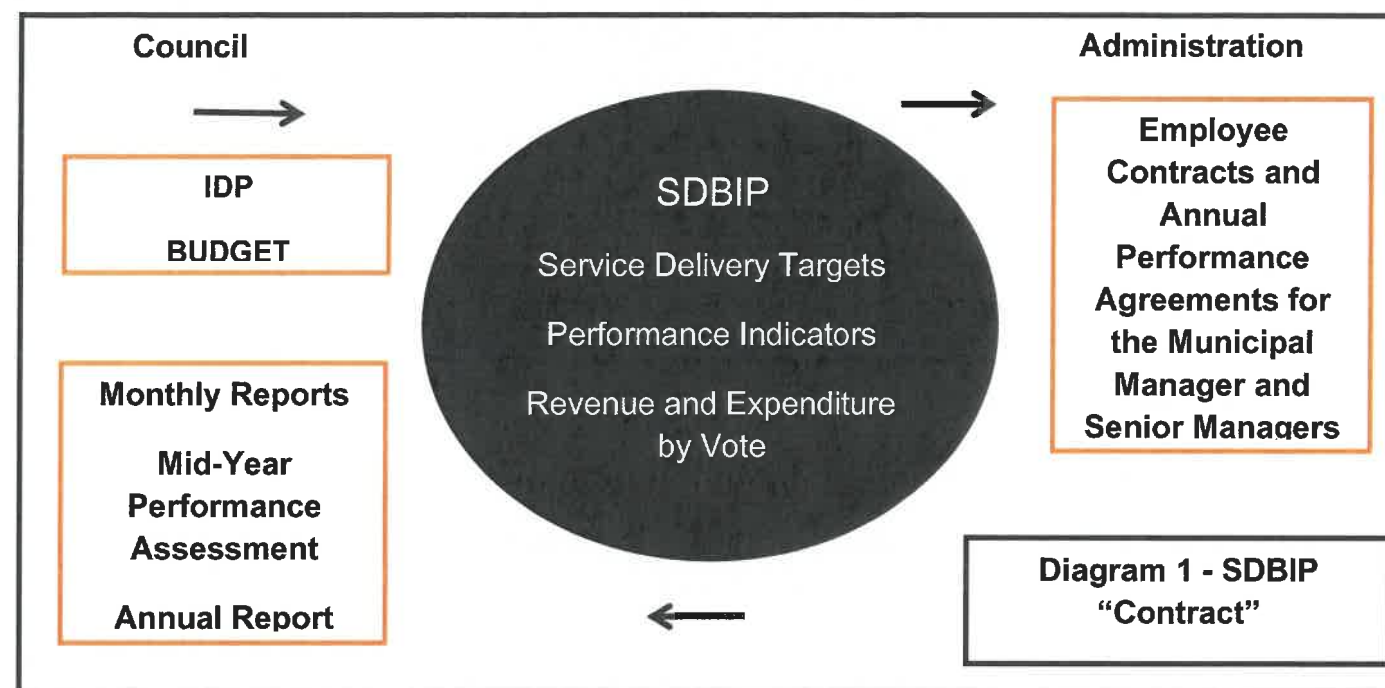 Council
IDP
BUDGET
Monthly Reports
Mid-Year
Performance
Assessment
Annual Report
SDBIP
Service Delivery Targets
Performance Indicators
Revenue and Expenditure
by Vote
Administration
Employee
Contracts and
Annual
Performance
Agreements for
the Municipal
Manager and
Senior Managers
Diagram 1 - SDBIP
“Contract”